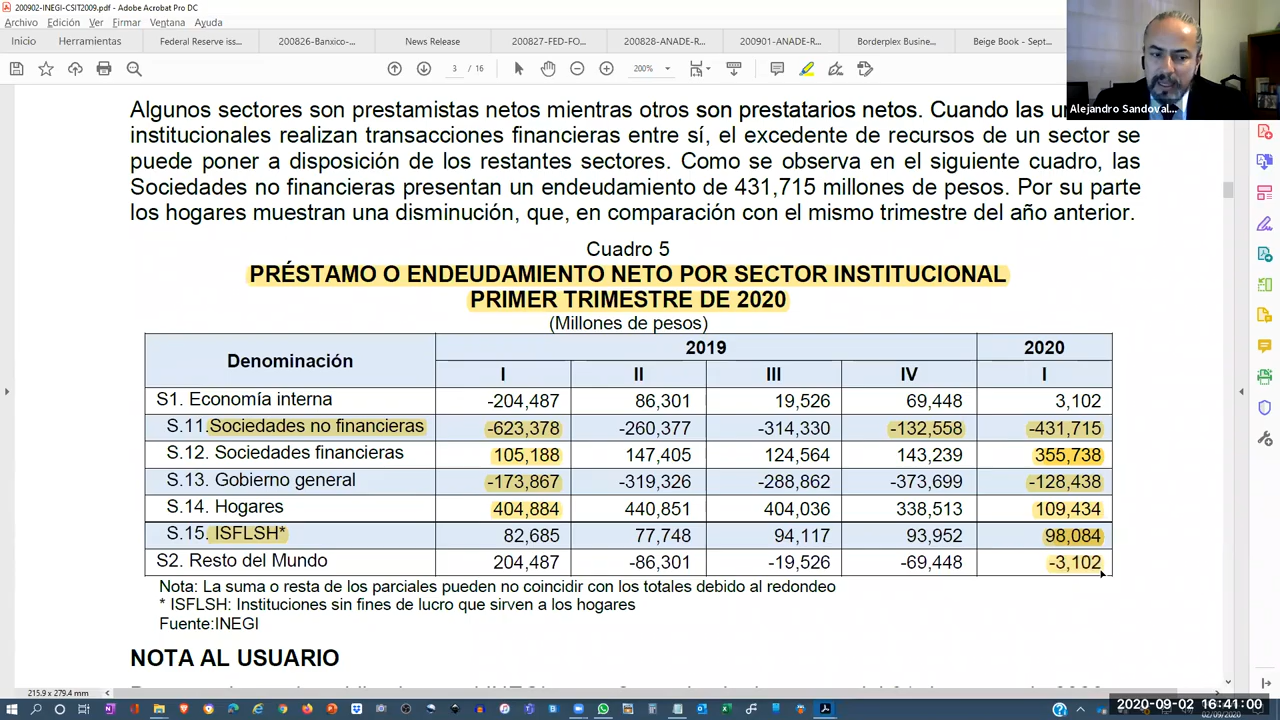 200902-INEGI-CSIT2009.pdf - Adobe Acrobat Pro DC
Archivo Edición Ver Firmar Ventana Ayuda
Inicio Herramientas Federal Reserve iss... 200826-Banxico-... News Release 200827-FED-FO... 200828-ANADE-R... 200901-ANADE-R... Borderplex Busine... Beige Book - Sept...
3 / 16 200%
Alejandro Sandoval...
Algunos sectores son prestamistas netos mientras otros son prestatarios netos. Cuando las
institucionales realizan transacciones financieras entre sí, el excedente de recursos de un sector se
puede poner a disposición de los restantes sectores. Como se observa en el siguiente cuadro, las
Sociedades no financieras presentan un endeudamiento de 431,715 millones de pesos. Por su parte
los hogares muestran una disminución, que, en comparación con el mismo trimestre del año anterior.
Cuadro 5
PRÉSTAMO O ENDEUDAMIENTO NETO POR SECTOR INSTITUCIONAL
PRIMER TRIMESTRE DE 2020
(Millones de pesos)
Denominación 2019 2020
I II III IV I
S1. Economía interna -204,487 86,301 19,526 69,448 3,102
S.11.Sociedades no financieras -623,378 -260,377 -314,330 -132,558 -431,715
S.12. Sociedades financieras 105,188 147,405 124,564 143,239 355,738
S.13. Gobierno general -173,867 -319,326 -288,862 -373,699 -128,438
S.14. Hogares 404,884 440,851 404,036 338,513 109,434
S.15. ISFLSH* 82,685 77,748 94,117 93,952 98,084
S2. Resto del Mundo 204,487 -86,301 -19,526 -69,448 -3,102
Nota: La suma o resta de los parciales pueden no coincidir con los totales debido al redondeo
* ISFLSH: Instituciones sin fines de lucro que sirven a los hogares
Fuente:INEGI
NOTA AL USUARIO
215.9 x 279.4 mm
2020-09-02 16:41:00
02/09/2020